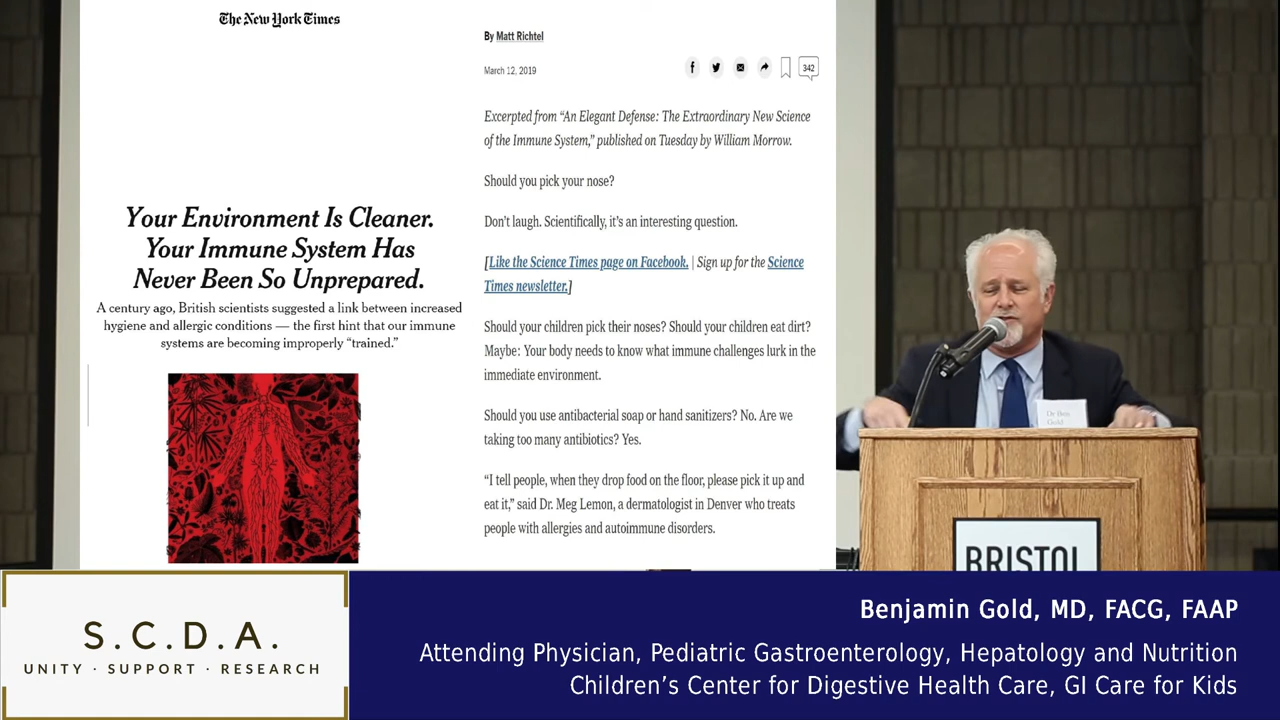 The New York Times
Your Environment Is Cleaner.
Your Immune System Has
Never Been So Unprepared.
A century ago, British scientists suggested a link between increased
hygiene and allergic conditions — the first hint that our immune
systems are becoming improperly “trained.”
By Matt Richtel
March 12, 2019
342
Excerpted from “An Elegant Defense: The Extraordinary New Science
of the Immune System,” published on Tuesday by William Morrow.
Should you pick your nose?
Don’t laugh. Scientifically, it’s an interesting question.
[Like the Science Times page on Facebook. | Sign up for the Science
Times newsletter.]
Should your children pick their noses? Should your children eat dirt?
Maybe: Your body needs to know what immune challenges lurk in the
immediate environment.
Should you use antibacterial soap or hand sanitizers? No. Are we
taking too many antibiotics? Yes.
“I tell people, when they drop food on the floor, please pick it up and
eat it,” said Dr. Meg Lemon, a dermatologist in Denver who treats
people with allergies and autoimmune disorders.
Dr Ben
Gold
BRISTOL
S.C.D.A.
UNITY · SUPPORT · RESEARCH
Benjamin Gold, MD, FACG, FAAP
Attending Physician, Pediatric Gastroenterology, Hepatology and Nutrition
Children’s Center for Digestive Health Care, GI Care for Kids